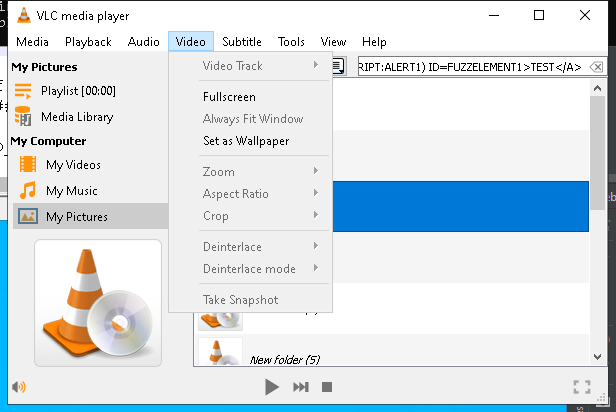 VLC media player
Media Playback Audio Video Subtitle Tools View Help
My Pictures
Playlist [00:00]
Media Library
My Computer
My Videos
My Music
My Pictures
Video Track
Fullscreen
Always Fit Window
Set as Wallpaper
Zoom
Aspect Ratio
Crop
Deinterlace
Deinterlace mode
Take Snapshot
RIPT:ALERT1) ID=FUZZELEMENT1>TEST</A>
New folder (5)